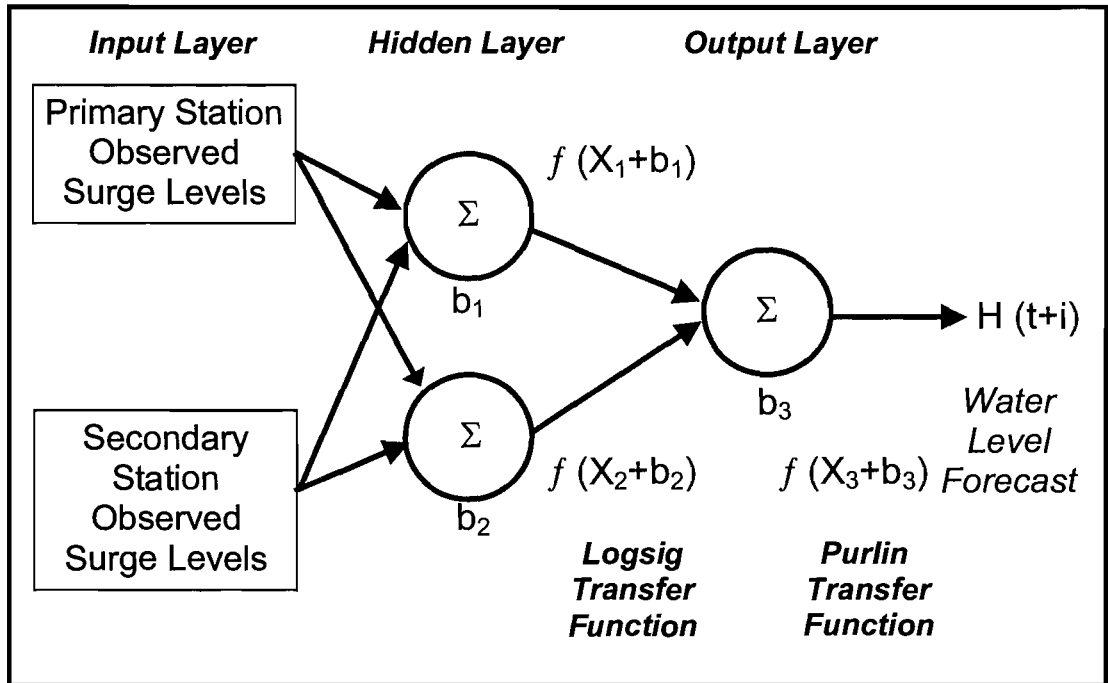 Input Layer
Hidden Layer
Output Layer
Primary Station
Observed
Surge Levels
Σ
b₁
f (X₁+b₁)
Secondary
Station
Observed
Surge Levels
Σ
b₂
f (X₂+b₂)
Logsig
Transfer
Function
Σ
b₃
f (X₃+b₃)
Purlin
Transfer
Function
H (t+i)
Water
Level
Forecast